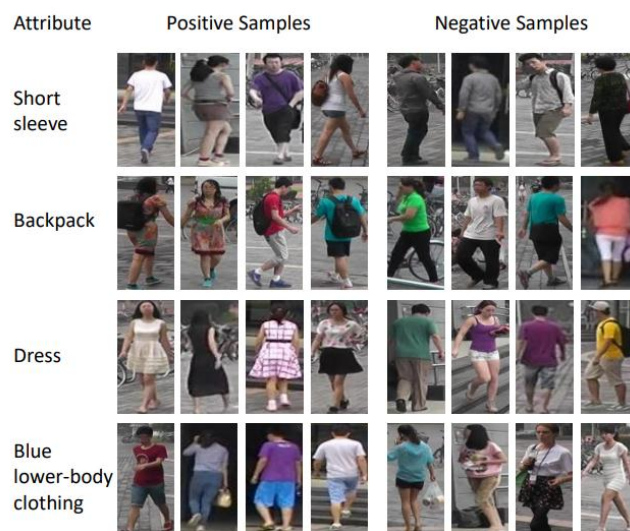 Attribute Positive Samples Negative Samples
Short
sleeve
Backpack
Dress
Blue
lower-body
clothing